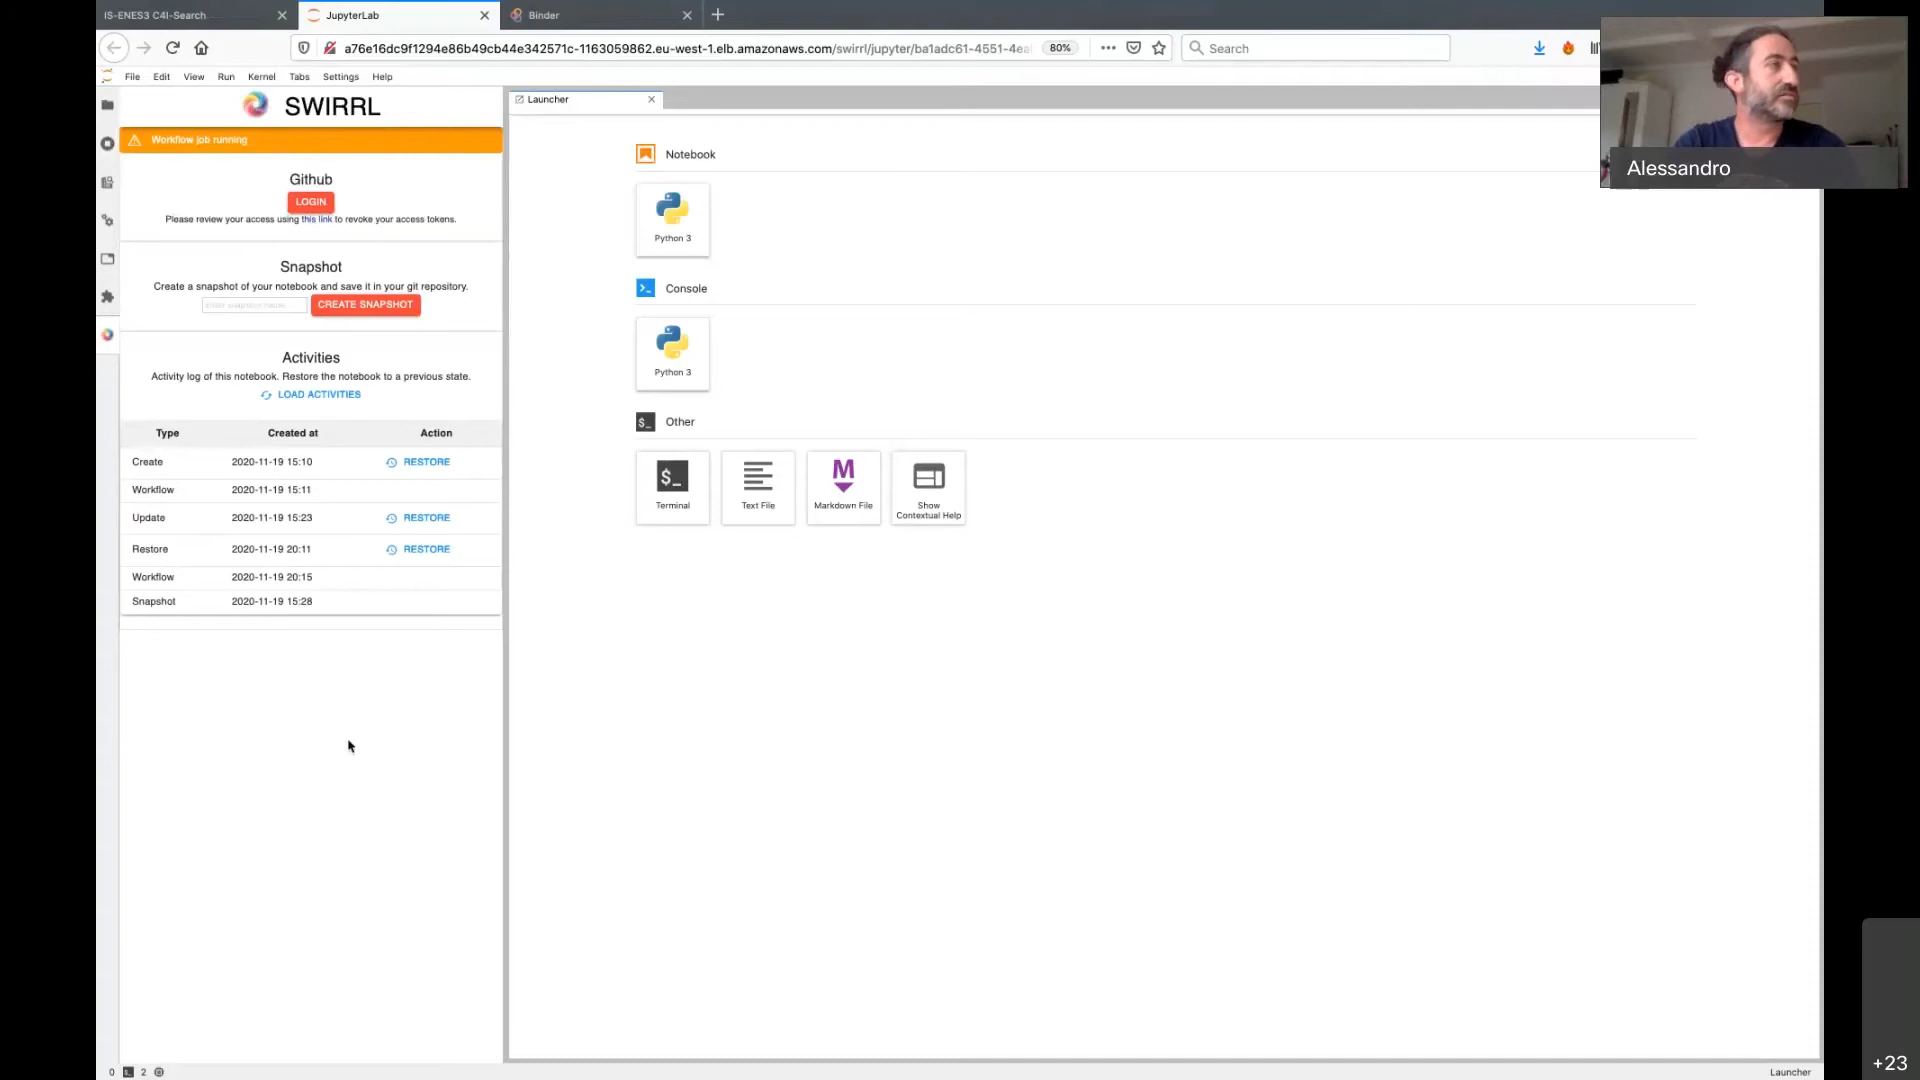 IS-ENES3 C4I-Search
JupyterLab
Binder
a76e16dc9f1294e86b49cb44e342571c-1163059862.eu-west-1.elb.amazonaws.com/swirrl/jupyter/ba1adc61-4551-4ea
80%
Search
File Edit View Run Kernel Tabs Settings Help
SWIRRL
Workflow job running
Github
LOGIN
Please review your access using this link to revoke your access tokens.
Snapshot
Create a snapshot of your notebook and save it in your git repository.
Enter snapshot name
CREATE SNAPSHOT
Activities
Activity log of this notebook. Restore the notebook to a previous state.
LOAD ACTIVITIES
Type Created at Action
Create 2020-11-19 15:10 RESTORE
Workflow 2020-11-19 15:11
Update 2020-11-19 15:23 RESTORE
Restore 2020-11-19 20:11 RESTORE
Workflow 2020-11-19 20:15
Snapshot 2020-11-19 15:28
Launcher
Notebook
Python 3
Console
Python 3
$_ Other
$_
Terminal
Text File
M
Markdown File
Show
Contextual Help
Alessandro
0 2
Launcher
+23